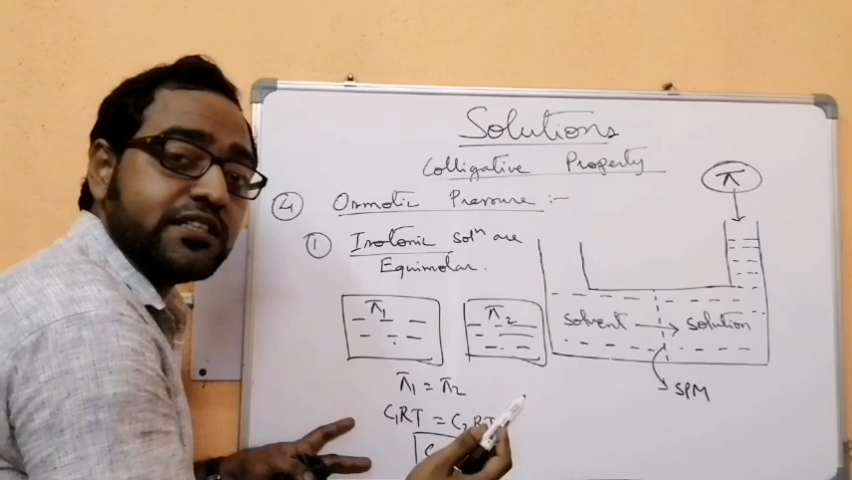 Solutions
Colligative Property
④ Osmotic Pressure :-
① Isotonic solⁿ are
Equimolar.
π₁
π₂
π₁ = π₂
C₁RT = C₂RT
C
π
solvent → solution
SPM